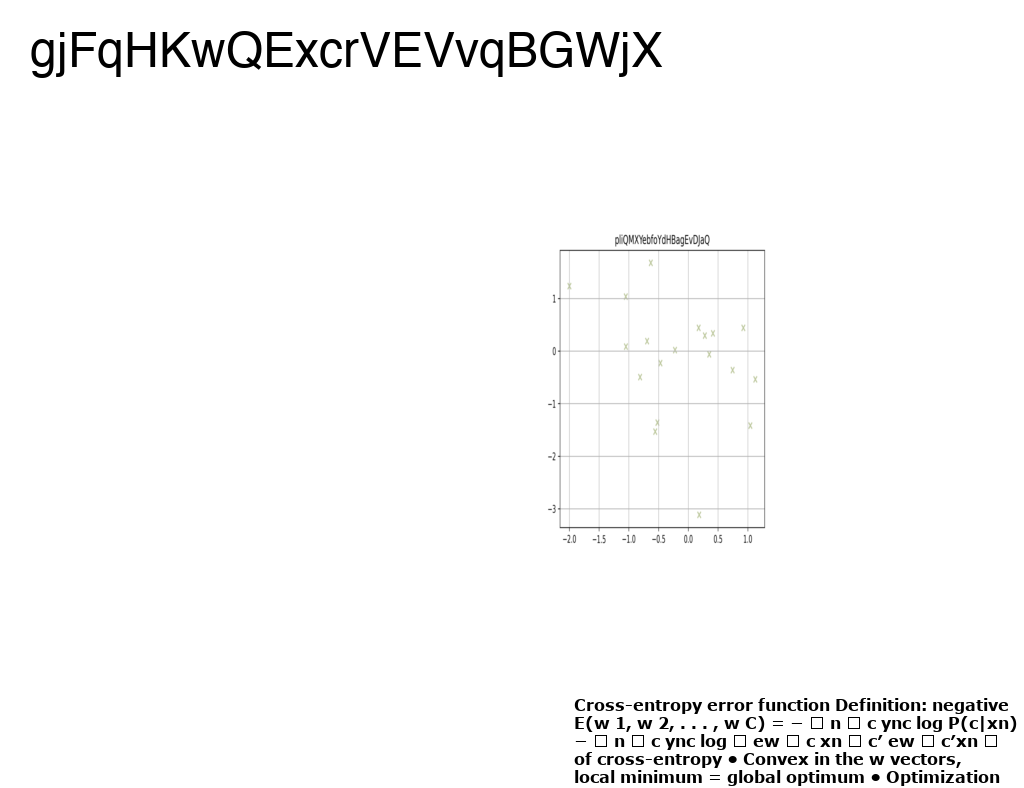 gjFqHKwQExcrVEVvqBGWjX
pliQMXYebfoYdHBagEvDJaQ
1
0
−1
−2
−3
−2.0 −1.5 −1.0 −0.5 0.0 0.5 1.0
Cross-entropy error function Definition: negative
E(w 1, w 2, . . . , w C) = − □ n □ c ync log P(c|xn)
− □ n □ c ync log □ ew □ c xn □ c’ ew □ c’xn □
of cross-entropy • Convex in the w vectors,
local minimum = global optimum • Optimization